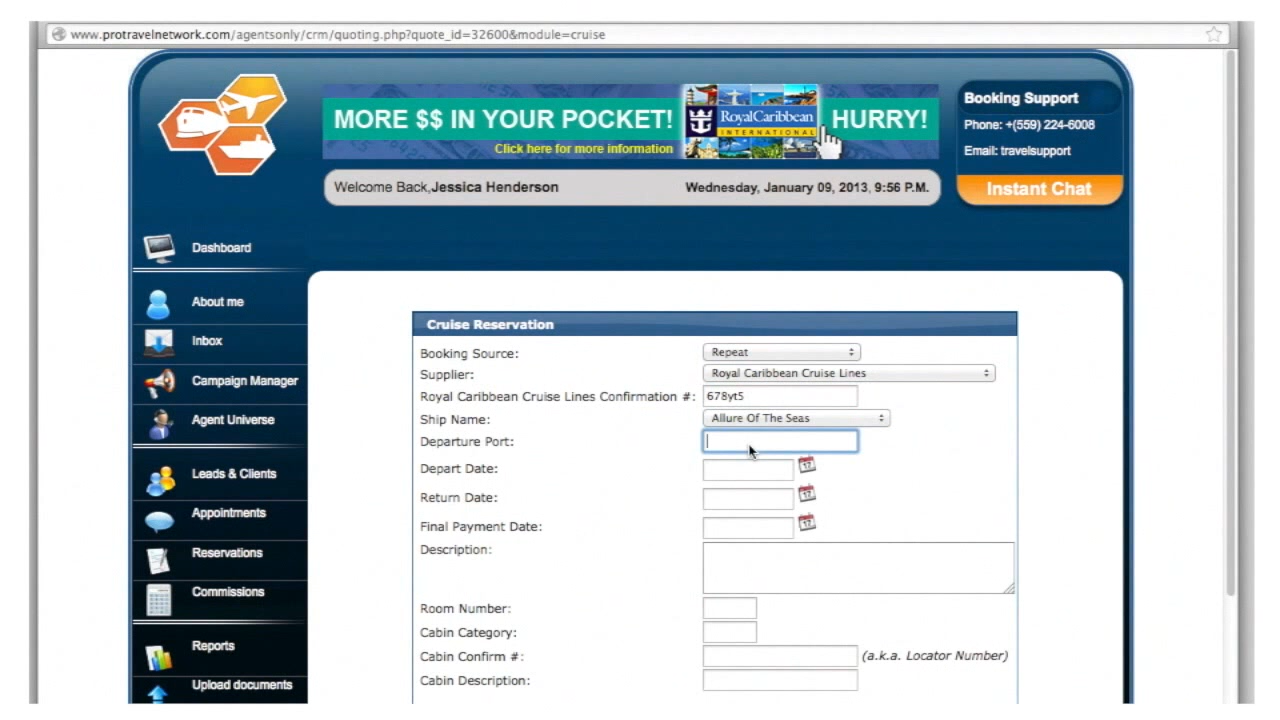 www.protravelnetwork.com/agentsonly/crm/quoting.php?quote_id=32600&module=cruise
MORE $$ IN YOUR POCKET!
Click here for more information
RoyalCaribbean
INTERNATIONAL
HURRY!
Booking Support
Phone: +(559) 224-6008
Email: travelsupport
Instant Chat
Welcome Back,Jessica Henderson
Wednesday, January 09, 2013, 9:56 P.M.
Dashboard
About me
Inbox
Campaign Manager
Agent Universe
Leads & Clients
Appointments
Reservations
Commissions
Reports
Upload documents
Cruise Reservation
Booking Source: Repeat
Supplier: Royal Caribbean Cruise Lines
Royal Caribbean Cruise Lines Confirmation #: 678yt5
Ship Name: Allure Of The Seas
Departure Port:
Depart Date: 17
Return Date: 17
Final Payment Date: 17
Description:
Room Number:
Cabin Category:
Cabin Confirm #: (a.k.a. Locator Number)
Cabin Description: